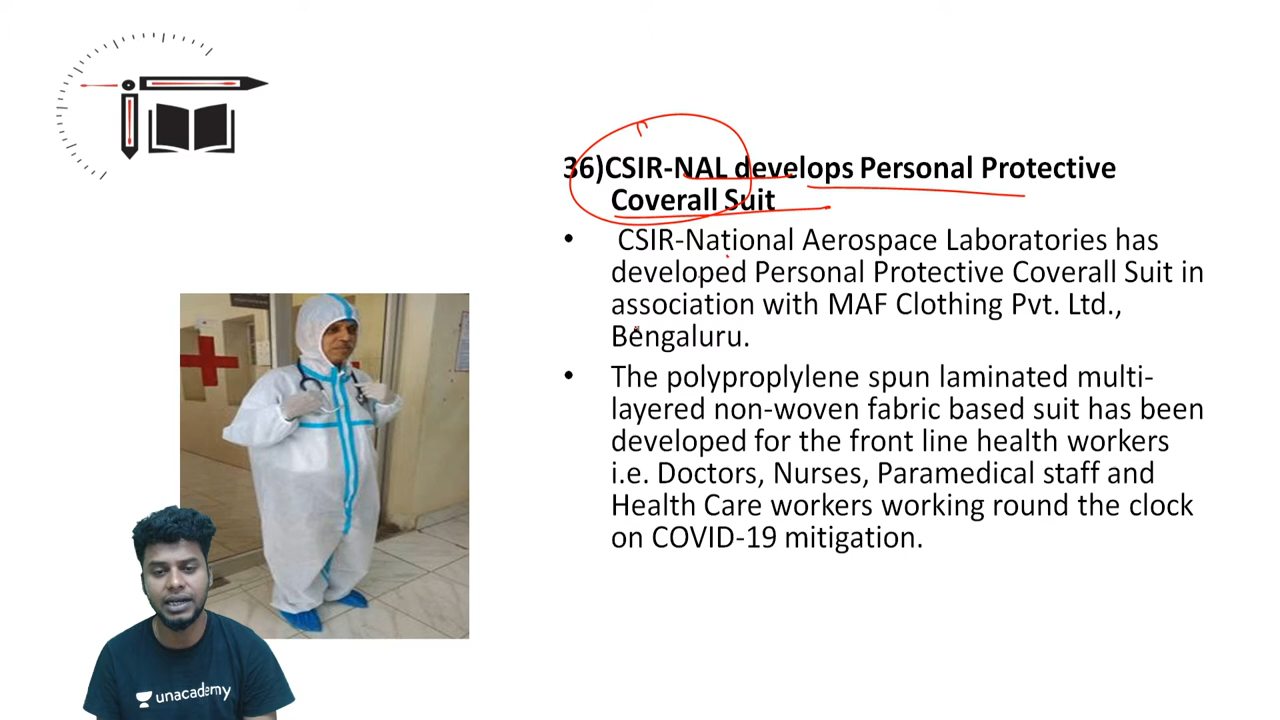 36)CSIR-NAL develops Personal Protective
Coverall Suit
• CSIR-National Aerospace Laboratories has
developed Personal Protective Coverall Suit in
association with MAF Clothing Pvt. Ltd.,
Bengaluru.
• The polyproplylene spun laminated multi-
layered non-woven fabric based suit has been
developed for the front line health workers
i.e. Doctors, Nurses, Paramedical staff and
Health Care workers working round the clock
on COVID-19 mitigation.
unacademy